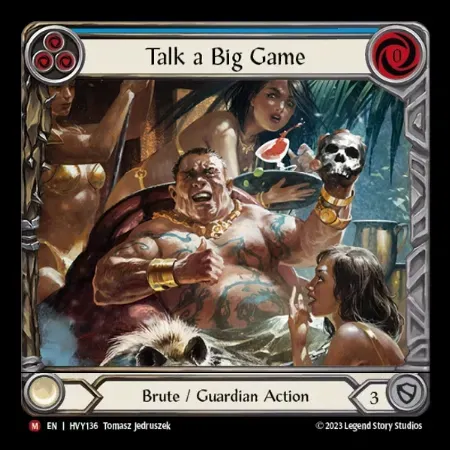 Talk a Big Game
0
Brute / Guardian Action
3
M EN | HVY136 Tomasz Jedruszek
© 2023 Legend Story Studios